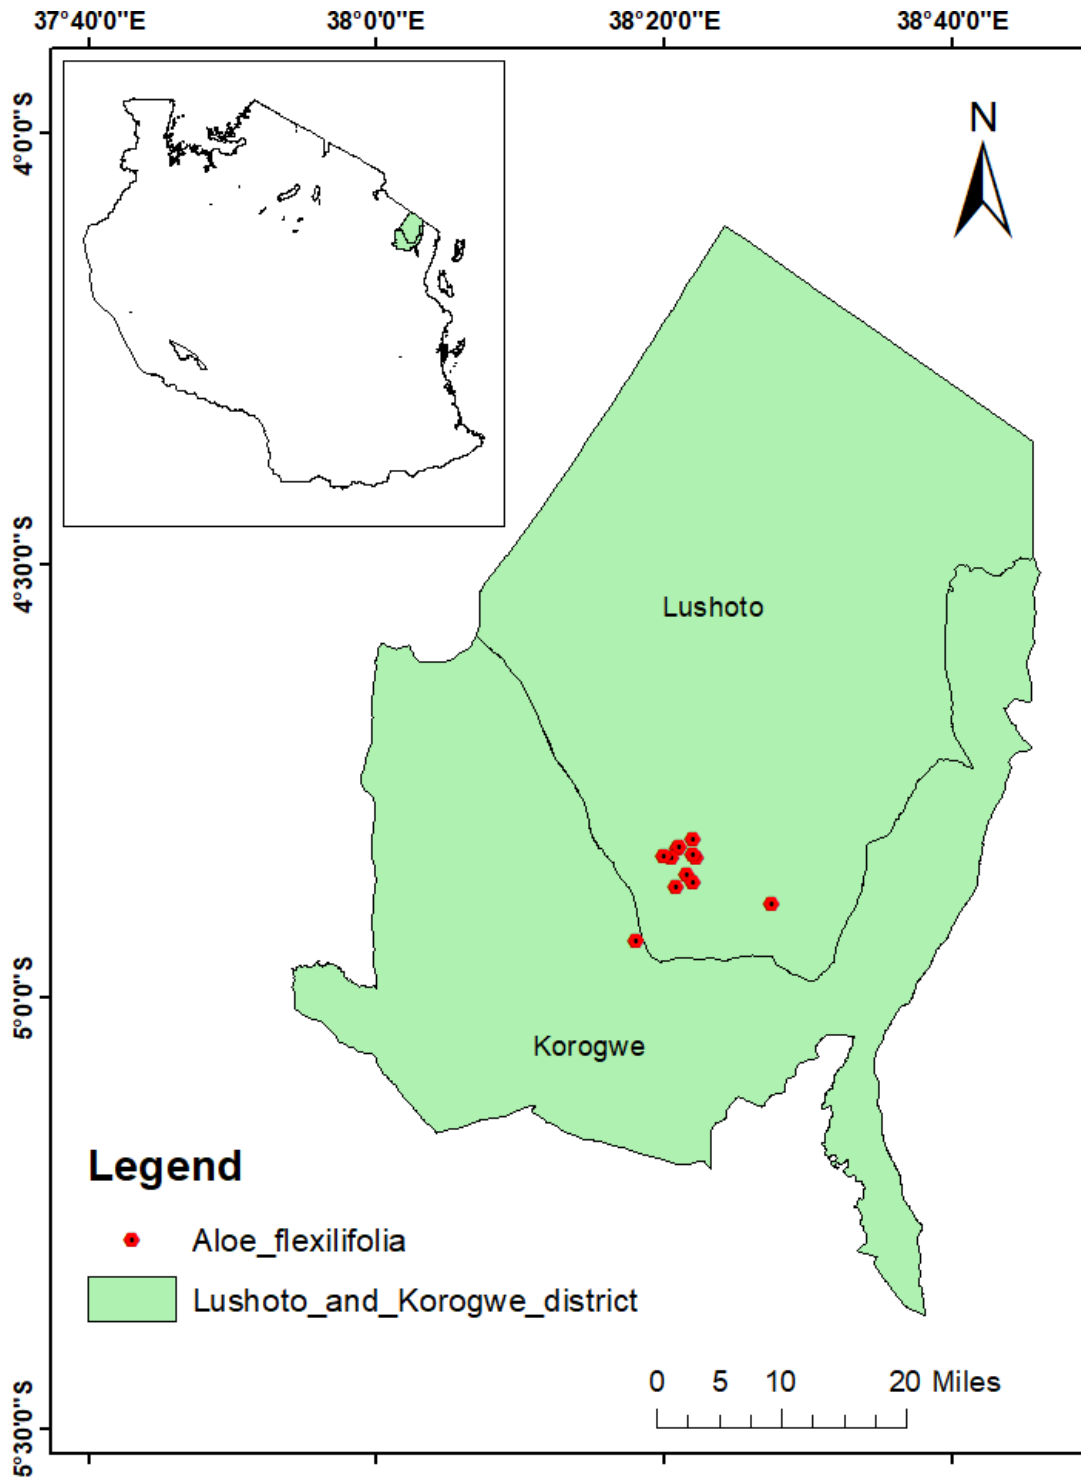 37°40'0"E 38°0'0"E 38°20'0"E 38°40'0"E
4°0'0"S
N
4°30'0"S
Lushoto
5°0'0"S
Korogwe
Legend
Aloe_flexilifolia
Lushoto_and_Korogwe_district
0 5 10 20 Miles
5°30'0"S